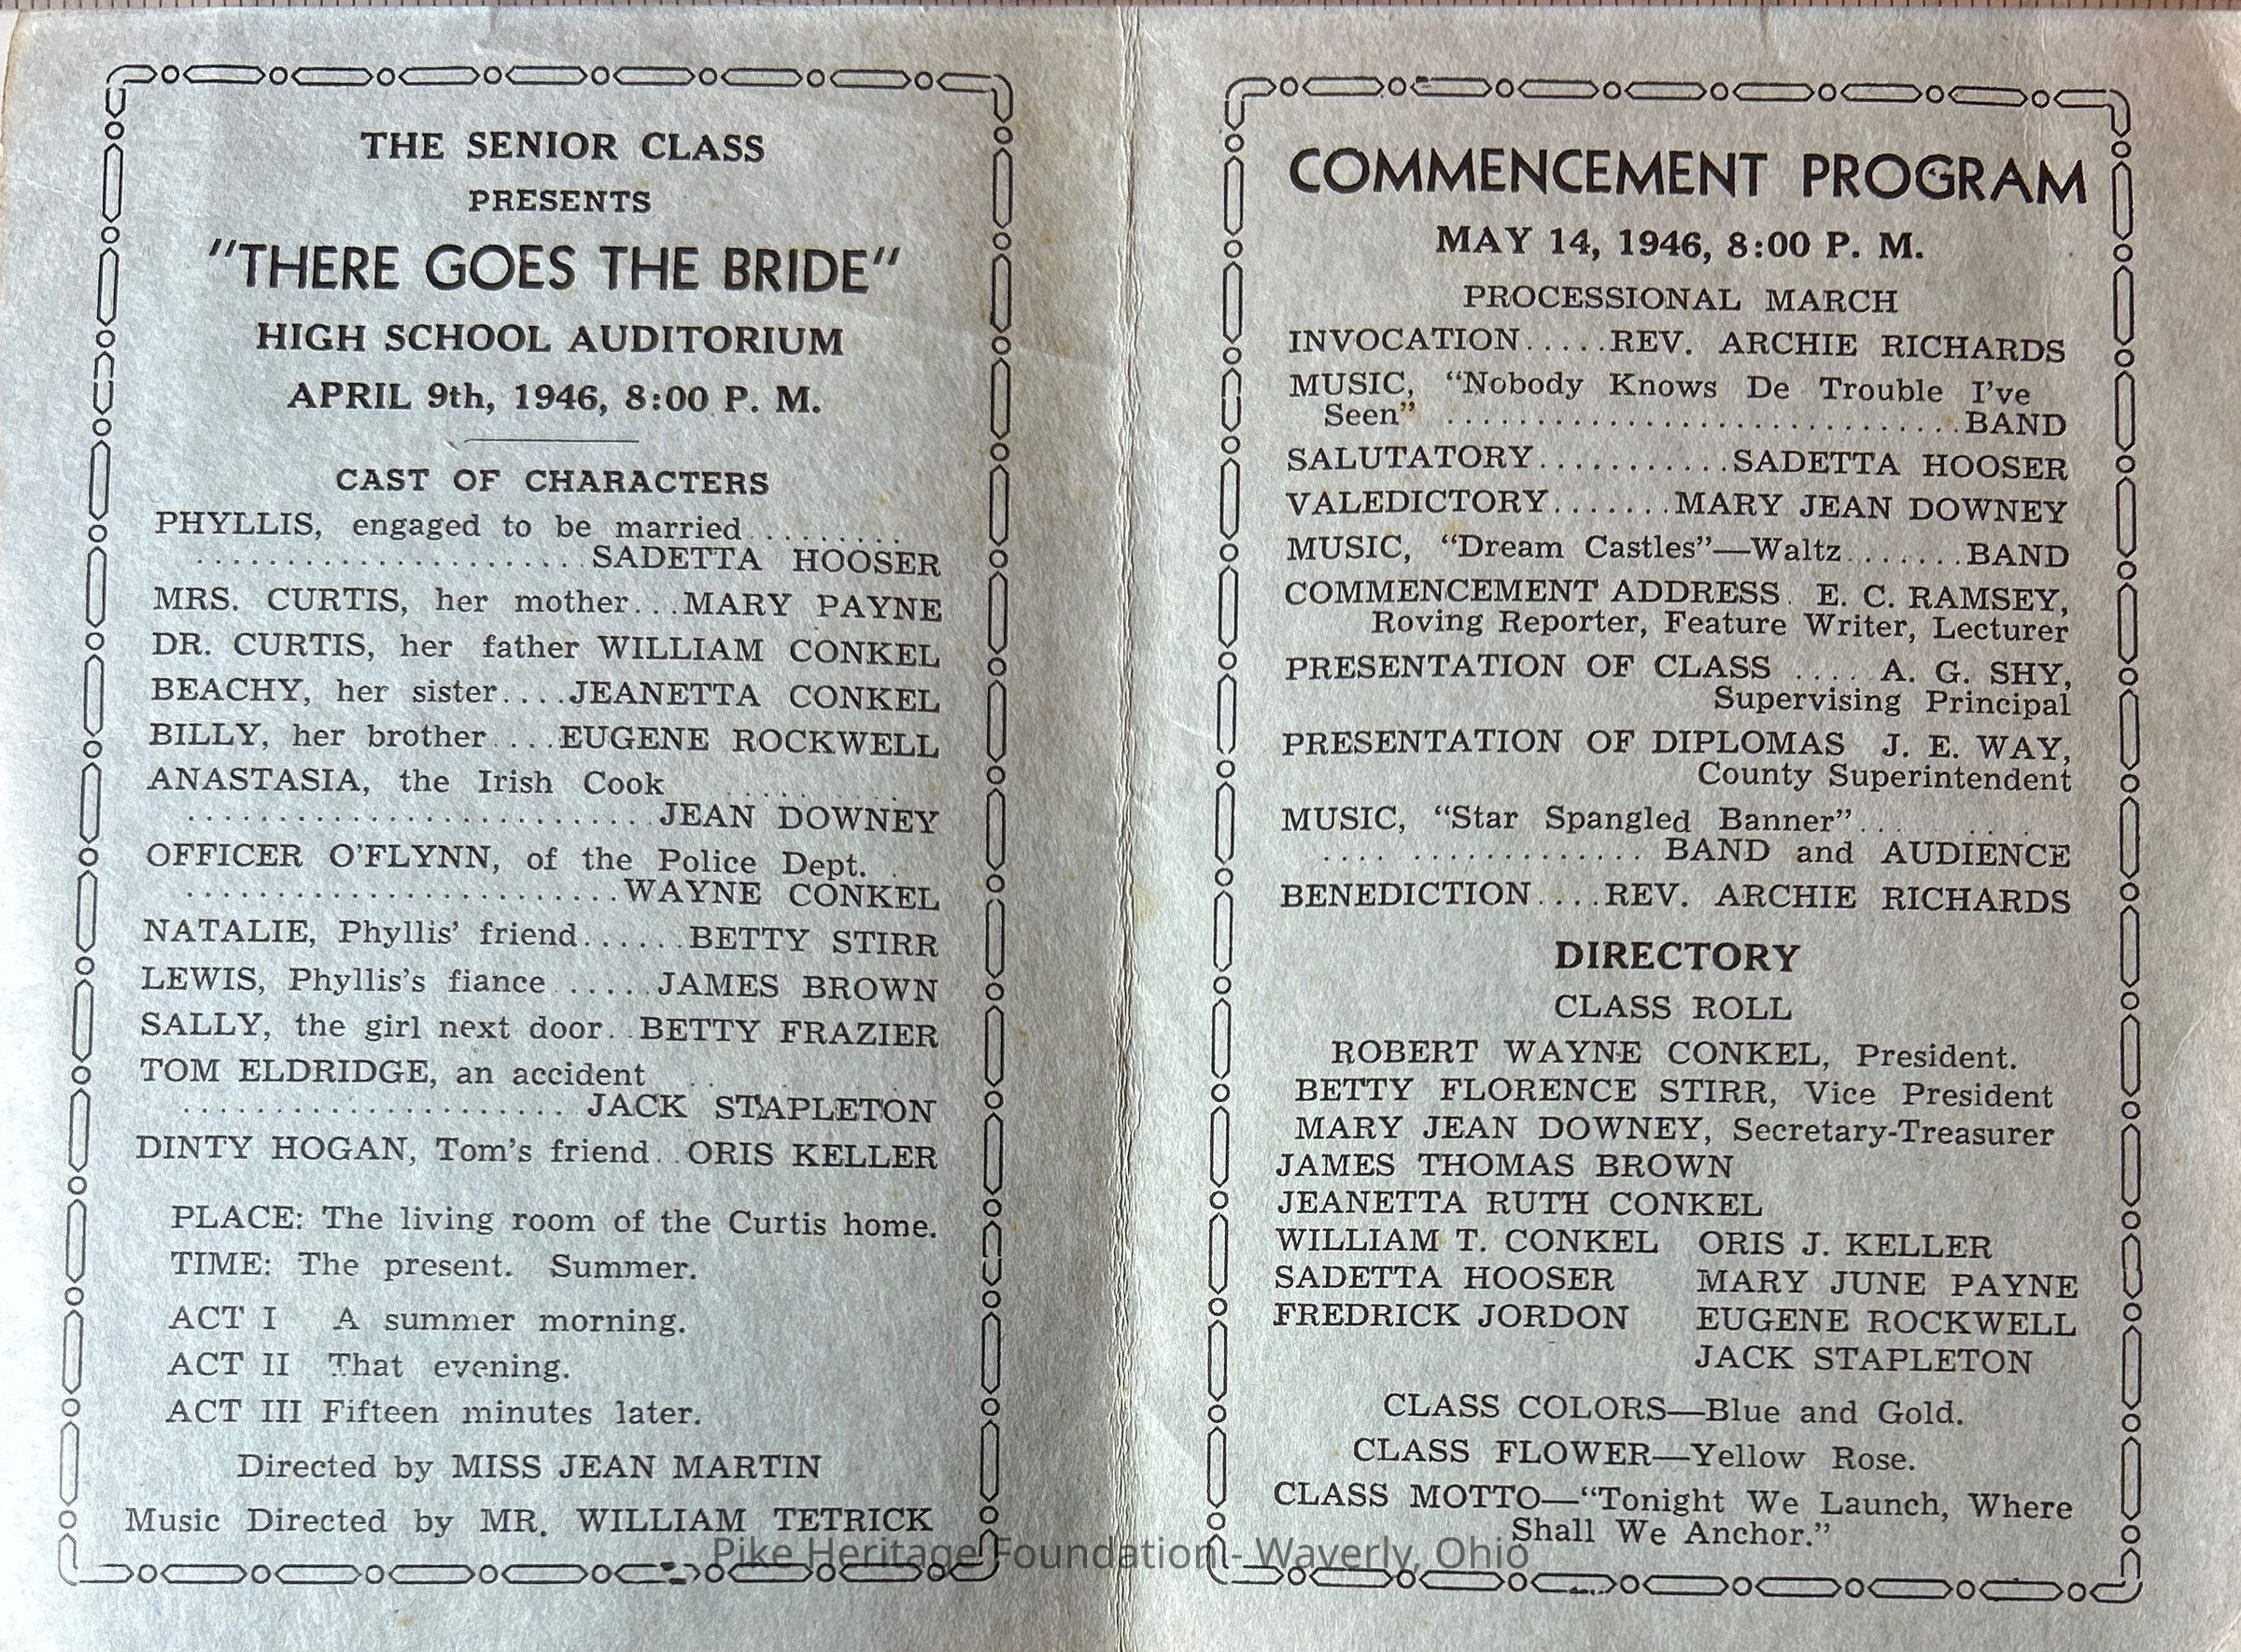 THE SENIOR CLASS
PRESENTS
"THERE GOES THE BRIDE"
HIGH SCHOOL AUDITORIUM
APRIL 9th, 1946, 8:00 P. M.
CAST OF CHARACTERS
PHYLLIS, engaged to be married.........
......................SADETTA HOOSER
MRS. CURTIS, her mother...MARY PAYNE
DR. CURTIS, her father WILLIAM CONKEL
BEACHY, her sister....JEANETTA CONKEL
BILLY, her brother....EUGENE ROCKWELL
ANASTASIA, the Irish Cook ..........
..........................JEAN DOWNEY
OFFICER O'FLYNN, of the Police Dept. .
........................WAYNE CONKEL
NATALIE, Phyllis' friend......BETTY STIRR
LEWIS, Phyllis's fiance .....JAMES BROWN
SALLY, the girl next door..BETTY FRAZIER
TOM ELDRIDGE, an accident ..
..................... JACK STAPLETON
DINTY HOGAN, Tom's friend..ORIS KELLER
PLACE: The living room of the Curtis home.
TIME: The present. Summer.
ACT I A summer morning.
ACT II That evening.
ACT III Fifteen minutes later.
Directed by MISS JEAN MARTIN
Music Directed by MR. WILLIAM TETRICK
COMMENCEMENT PROGRAM
MAY 14, 1946, 8:00 P. M.
PROCESSIONAL MARCH
INVOCATION.....REV. ARCHIE RICHARDS
MUSIC, "Nobody Knows De Trouble I've
Seen" .............................BAND
SALUTATORY...........SADETTA HOOSER
VALEDICTORY.......MARY JEAN DOWNEY
MUSIC, "Dream Castles"—Waltz.......BAND
COMMENCEMENT ADDRESS. E. C. RAMSEY,
Roving Reporter, Feature Writer, Lecturer
PRESENTATION OF CLASS .... A. G. SHY,
Supervising Principal
PRESENTATION OF DIPLOMAS J. E. WAY,
County Superintendent
MUSIC, "Star Spangled Banner"... ...
.... ............. BAND and AUDIENCE
BENEDICTION....REV. ARCHIE RICHARDS
DIRECTORY
CLASS ROLL
ROBERT WAYNE CONKEL, President.
BETTY FLORENCE STIRR, Vice President
MARY JEAN DOWNEY, Secretary-Treasurer
JAMES THOMAS BROWN
JEANETTA RUTH CONKEL
WILLIAM T. CONKEL ORIS J. KELLER
SADETTA HOOSER MARY JUNE PAYNE
FREDRICK JORDON EUGENE ROCKWELL
JACK STAPLETON
CLASS COLORS—Blue and Gold.
CLASS FLOWER—Yellow Rose.
CLASS MOTTO—"Tonight We Launch, Where
Shall We Anchor."
Pike Heritage Foundation - Waverly, Ohio